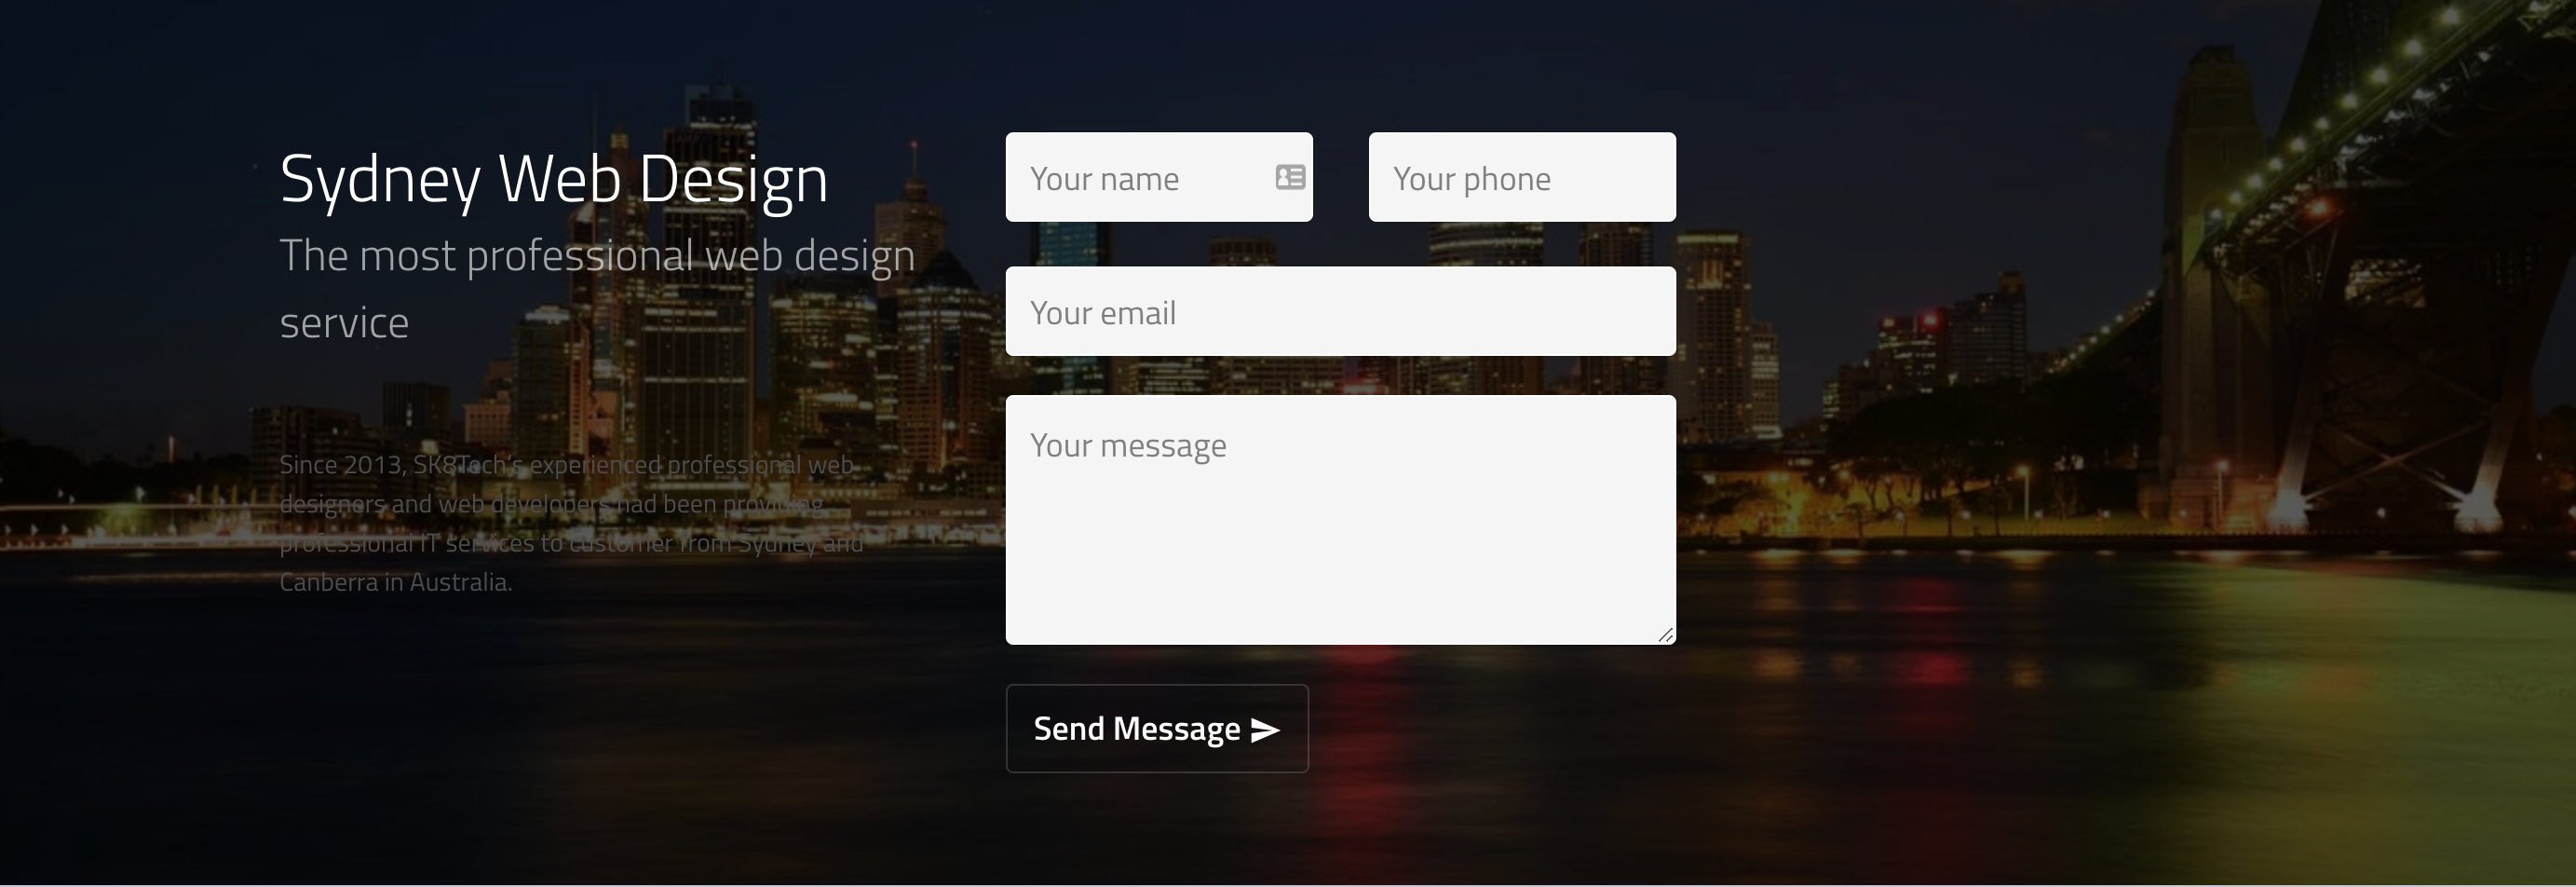 Sydney Web Design
The most professional web design
service
Since 2013, SK8Tech's experienced professional web
designers and web developers had been providing
professional IT services to customer from Sydney and
Canberra in Australia.
Your name
Your phone
Your email
Your message
Send Message